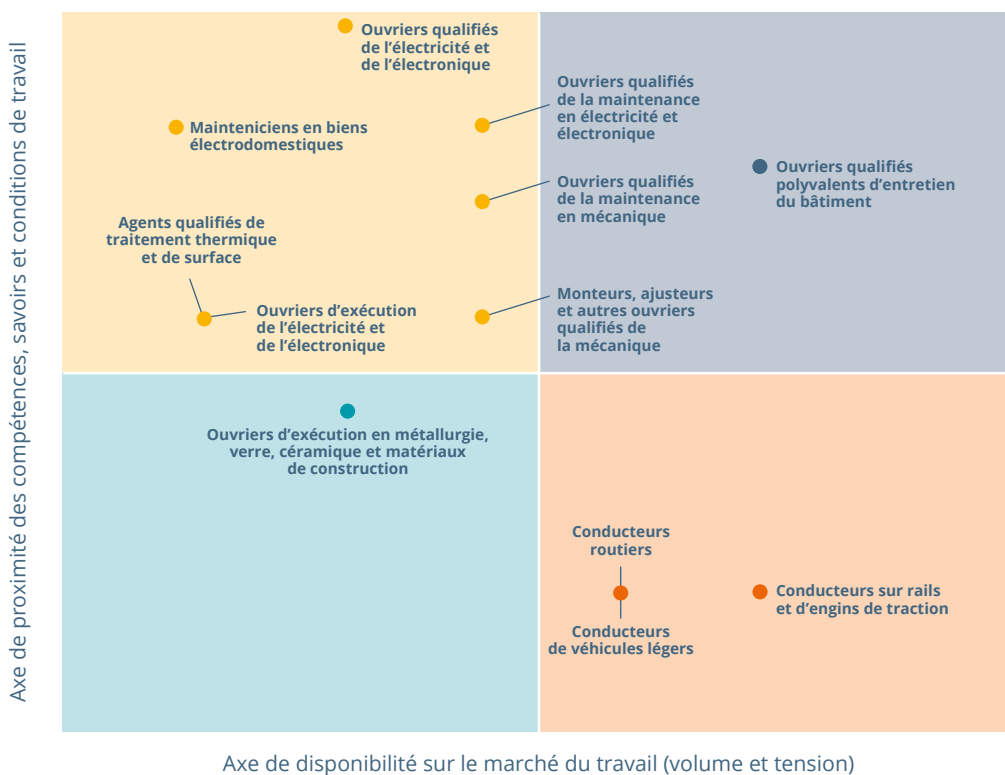 Axe de proximité des compétences, savoirs et conditions de travail
Ouvriers qualifiés
de l’électricité et
de l’électronique
Mainteniciens en biens
électrodomestiques
Ouvriers qualifiés
de la maintenance
en électricité et
électronique
Ouvriers qualifiés
polyvalents d’entretien
du bâtiment
Ouvriers qualifiés
de la maintenance
en mécanique
Agents qualifiés de
traitement thermique
et de surface
Ouvriers d’exécution
de l’électricité et
de l’électronique
Monteurs, ajusteurs
et autres ouvriers
qualifiés de
la mécanique
Ouvriers d’exécution en métallurgie,
verre, céramique et matériaux
de construction
Conducteurs
routiers
Conducteurs
de véhicules légers
Conducteurs sur rails
et d’engins de traction
Axe de disponibilité sur le marché du travail (volume et tension)